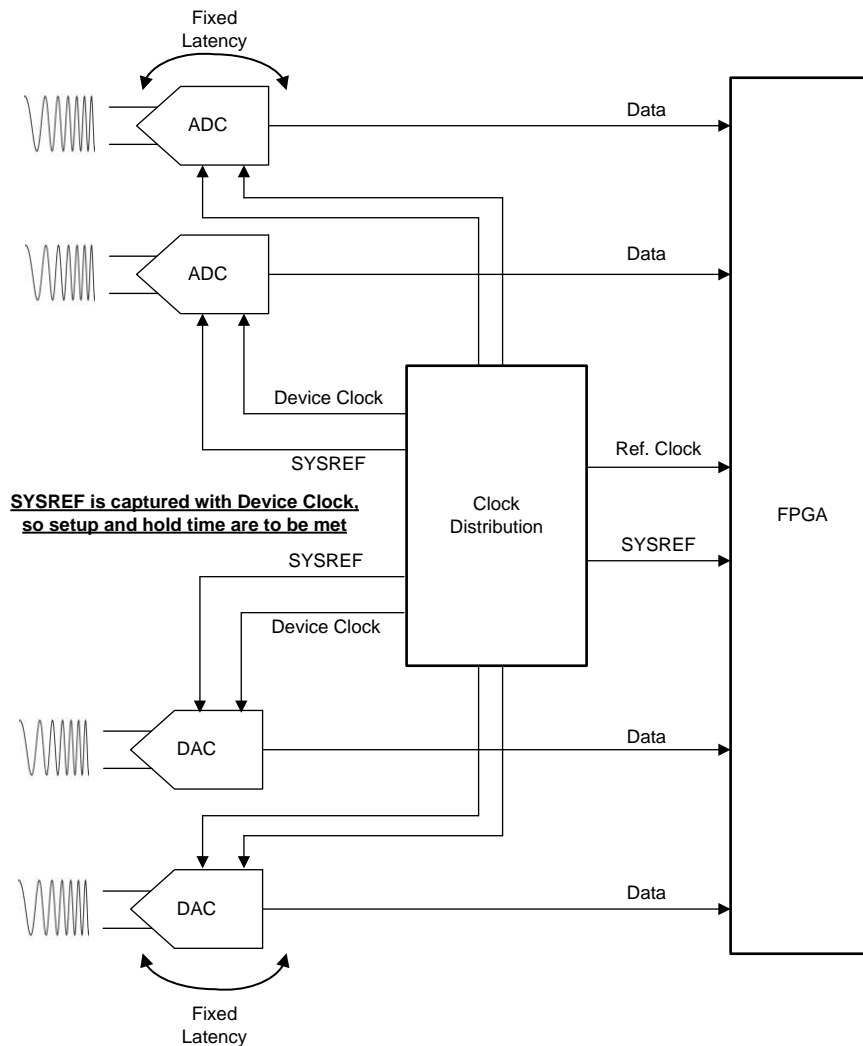 Fixed
Latency
ADC
Data
ADC
Data
Device Clock
SYSREF
Ref. Clock
SYSREF is captured with Device Clock,
so setup and hold time are to be met
Clock
Distribution
FPGA
SYSREF
SYSREF
Device Clock
DAC
Data
DAC
Data
Fixed
Latency